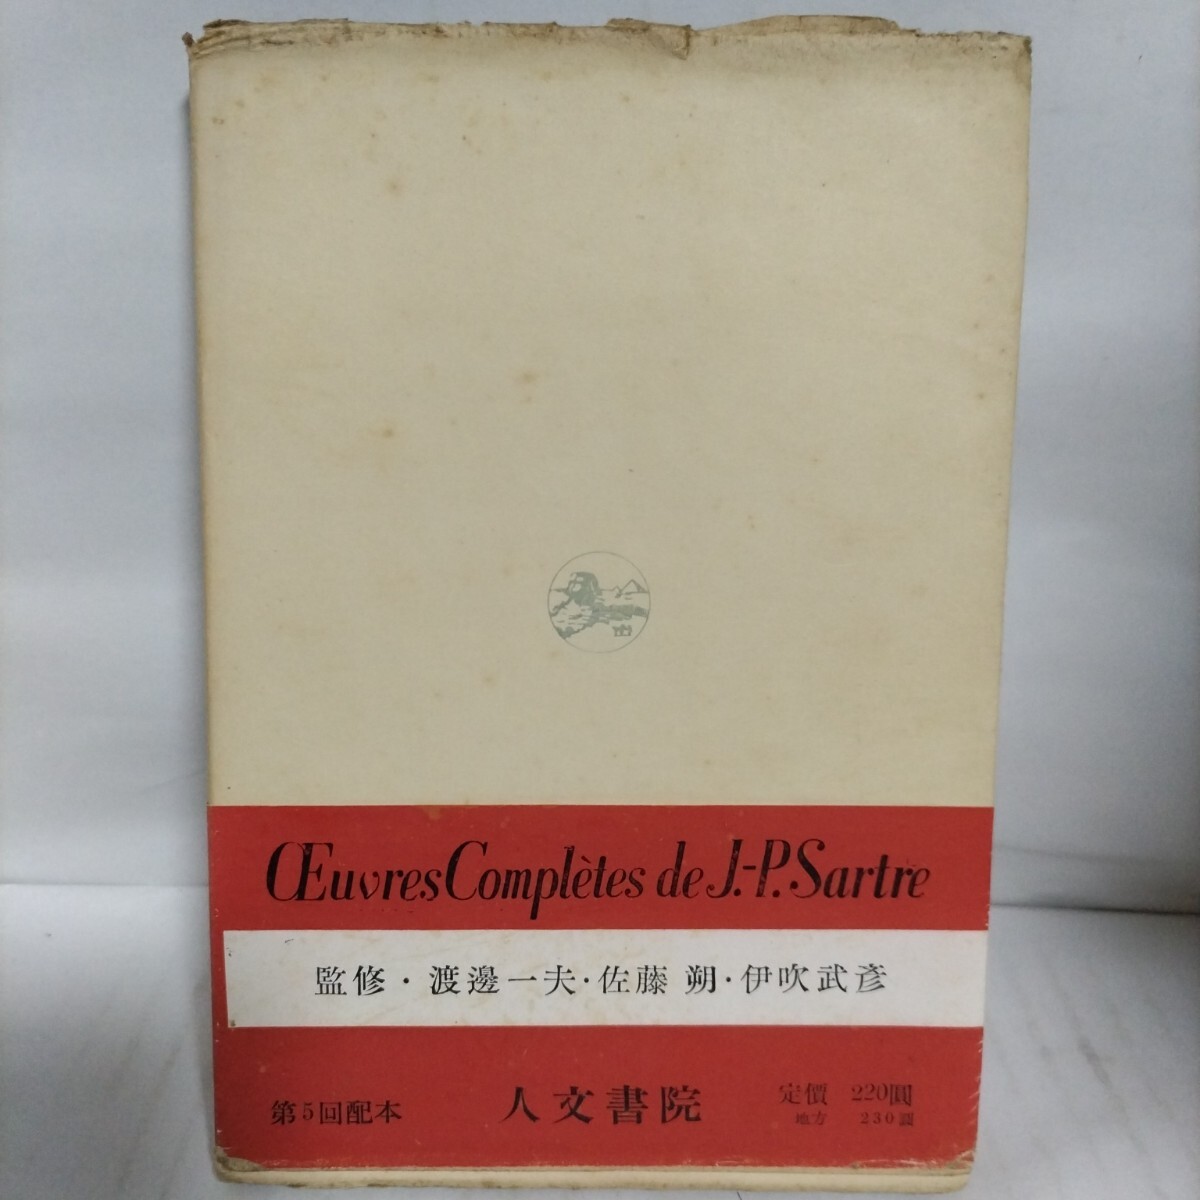 Œuvres Complètes de J.-P. Sartre
監修・渡邊一夫・佐藤 朔・伊吹武彦
第5回配本 人文書院 定價 220圓
地方 230圓